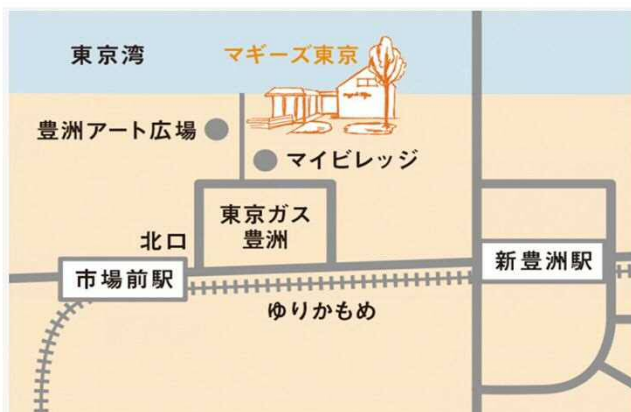 東京湾
マギーズ東京
豊洲アート広場
マイビレッジ
東京ガス
豊洲
北口
市場前駅
新豊洲駅
ゆりかもめ